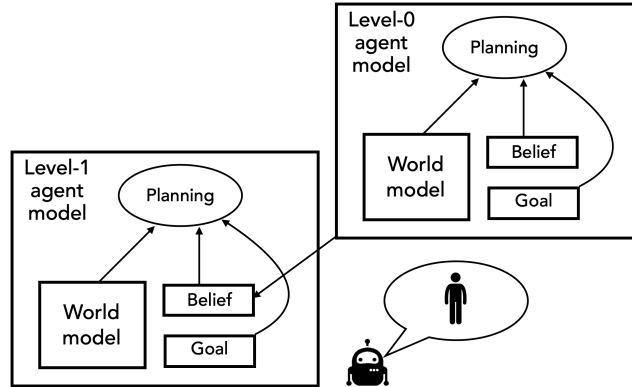 Level-0
agent
model
Planning
World
model
Belief
Goal
Level-1
agent
model
Planning
World
model
Belief
Goal